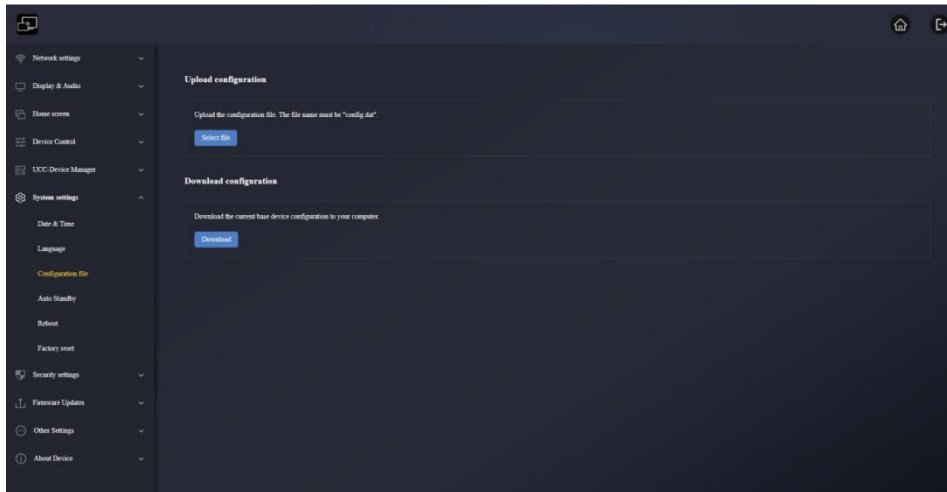 Network settings
Display & Audio
Home screen
Device Control
UCC-Device Manager
System settings
Date & Time
Language
Configuration file
Auto Standby
Reboot
Factory reset
Security settings
Firmware Updates
Other Settings
About Device
Upload configuration
Upload the configuration file. The file name must be "config.dat".
Select file
Download configuration
Download the current base device configuration to your computer.
Download